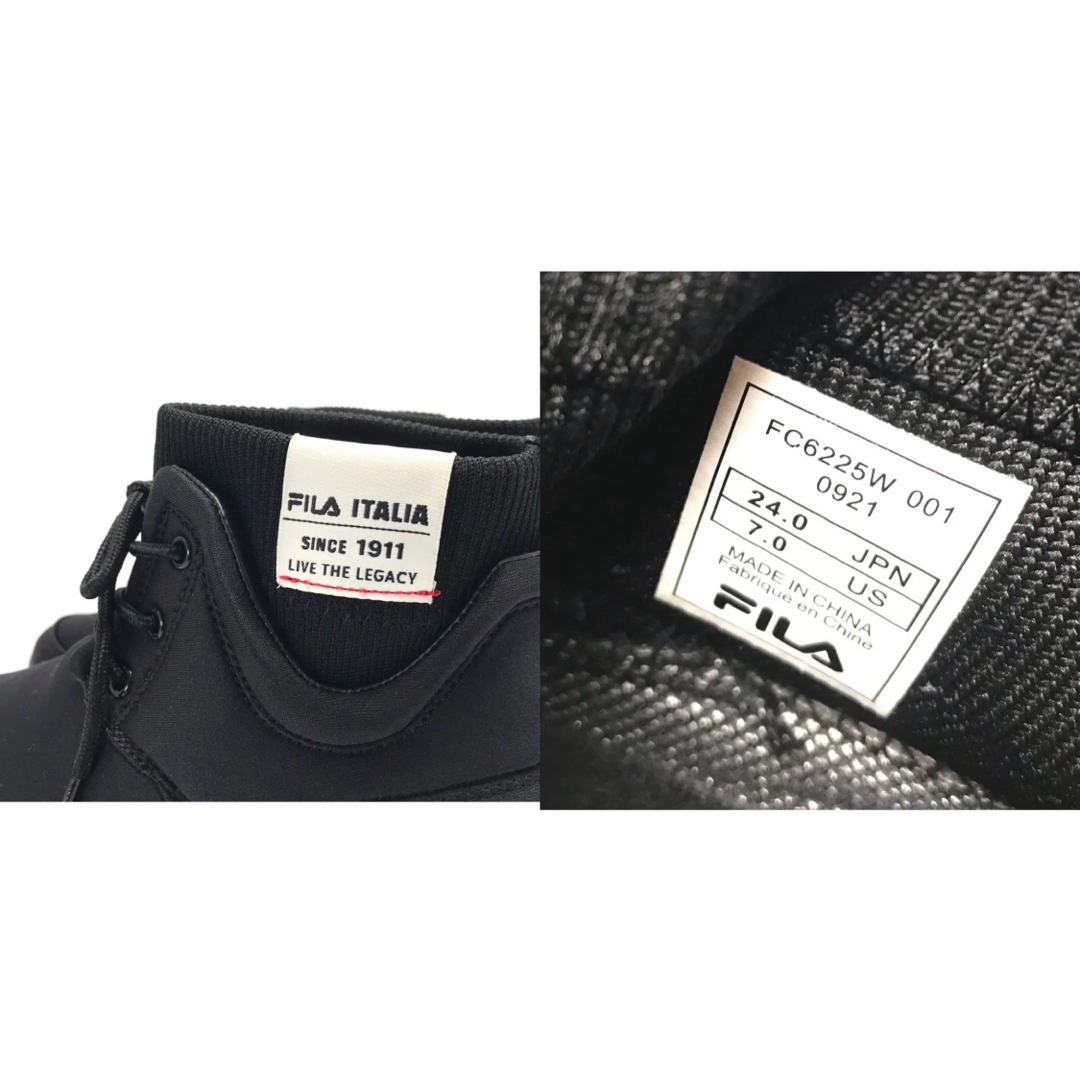 FILA ITALIA
SINCE 1911
LIVE THE LEGACY
FC6225W 001
0921
24.0 JPN
7.0 US
MADE IN CHINA
Fabrique en Chine
FILA